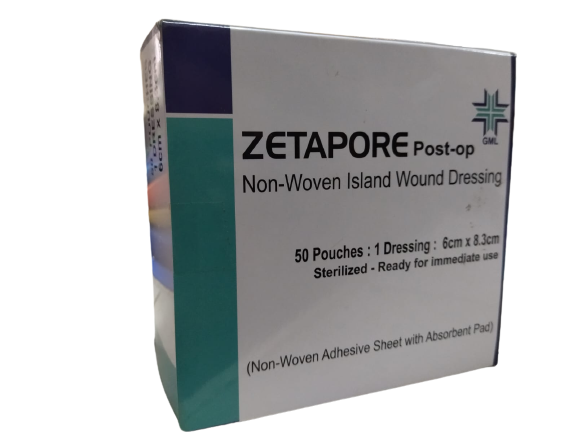 ZETAPORE Post-op
GML
Non-Woven Island Wound Dressing
50 Pouches : 1 Dressing : 6cm x 8.3cm
Sterilized - Ready for immediate use
(Non-Woven Adhesive Sheet with Absorbent Pad)